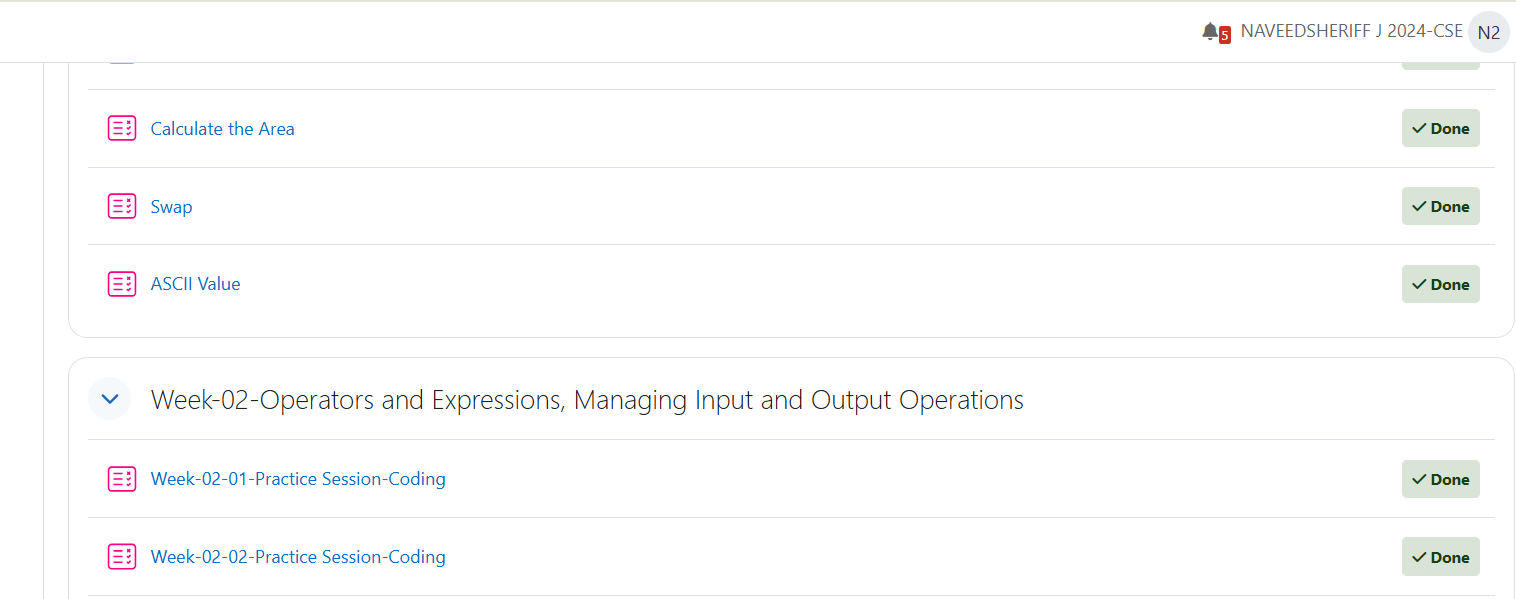 5 NAVEEDSHERIFF J 2024-CSE N2
Calculate the Area Done
Swap Done
ASCII Value Done
Week-02-Operators and Expressions, Managing Input and Output Operations
Week-02-01-Practice Session-Coding Done
Week-02-02-Practice Session-Coding Done